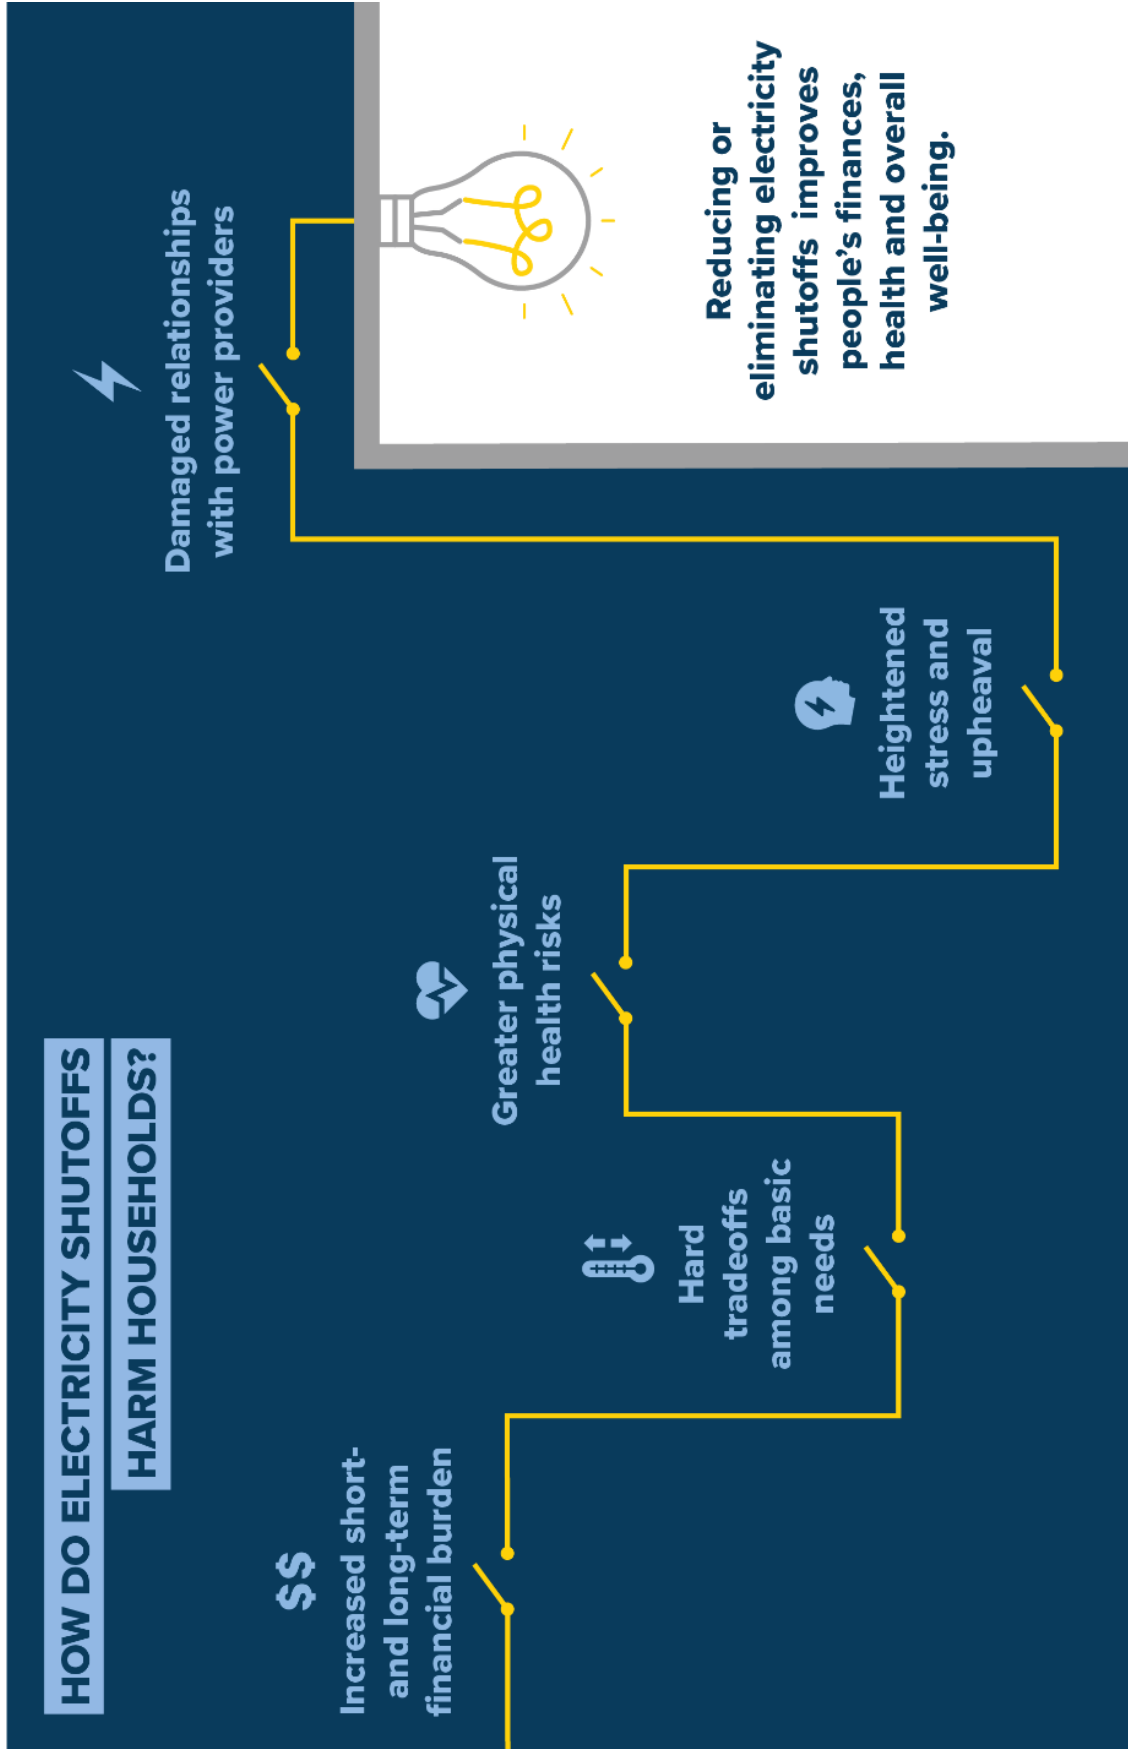 HOW DO ELECTRICITY SHUTOFFS
HARM HOUSEHOLDS?
$$
Increased short-
and long-term
financial burden
Hard
tradeoffs
among basic
needs
Greater physical
health risks
Heightened
stress and
upheaval
Damaged relationships
with power providers
Reducing or
eliminating electricity
shutoffs improves
people's finances,
health and overall
well-being.